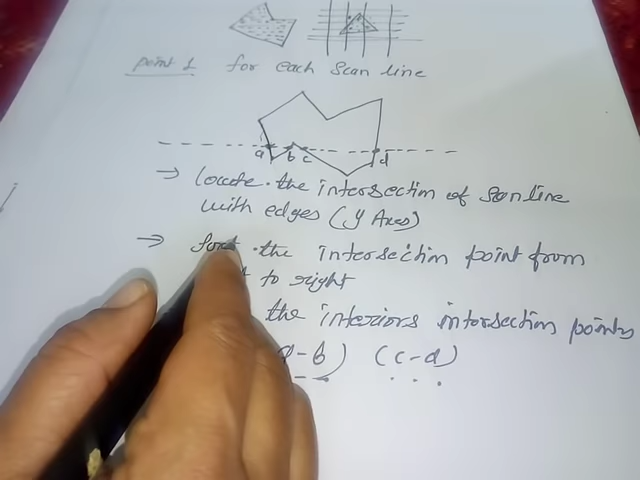 point 1 for each scan line
a b c d
→ locate the intersection of scanline
with edges (Y Axes)
→ the intersection point from
to right
the interiors intersection points
a-b) (c-d)